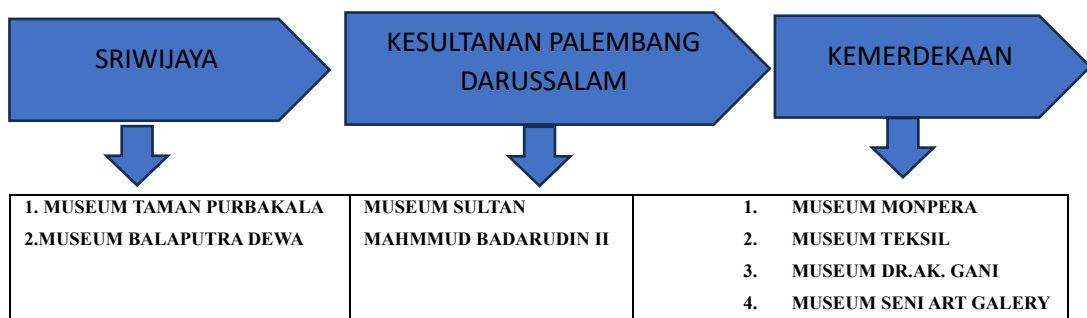 SRIWIJAYA
KESULTANAN PALEMBANG
DARUSSALAM
KEMERDEKAAN
1. MUSEUM TAMAN PURBAKALA
2.MUSEUM BALAPUTRA DEWA
MUSEUM SULTAN
MAHMMUD BADARUDIN II
1. MUSEUM MONPERA
2. MUSEUM TEKSIL
3. MUSEUM DR.AK. GANI
4. MUSEUM SENI ART GALERY